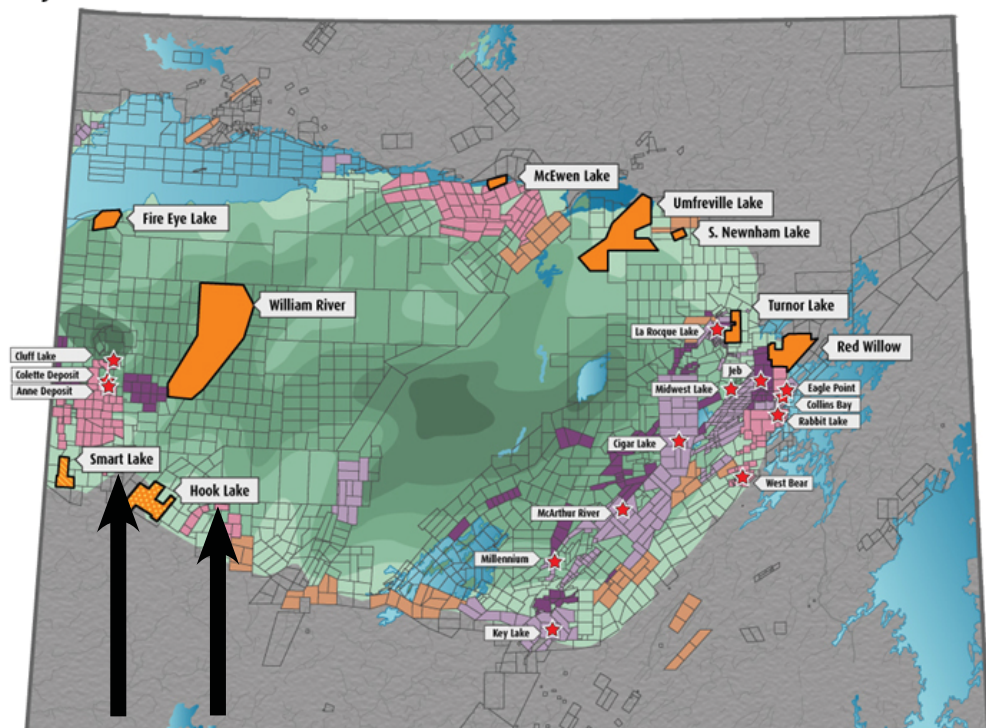 McEwen Lake
Umfreville Lake
Fire Eye Lake
S. Newnham Lake
William River
Turnor Lake
La Rocque Lake
Red Willow
Cluff Lake
Colette Deposit
Anne Deposit
Jeb
Midwest Lake
Eagle Point
Collins Bay
Rabbit Lake
Cigar Lake
Smart Lake
Hook Lake
West Bear
McArthur River
Millennium
Key Lake